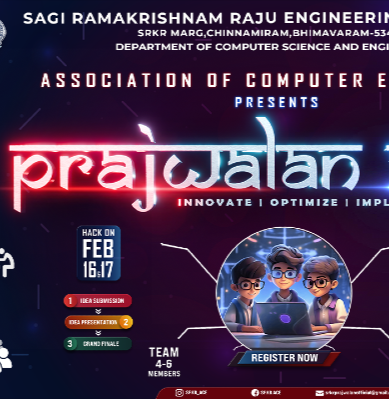 SAGI RAMAKRISHNAM RAJU ENGINEERIN
SRKR MARG,CHINNAMIRAM,BHIMAVARAM-534
DEPARTMENT OF COMPUTER SCIENCE AND ENGI
ASSOCIATION OF COMPUTER E
PRESENTS
prajwalan
INNOVATE | OPTIMIZE | IMPL
HACK ON
FEB
16,17
1 IDEA SUBMISSION
IDEA PRESENTATION 2
3 GRAND FINALE
TEAM
4-6
MEMBERS
REGISTER NOW